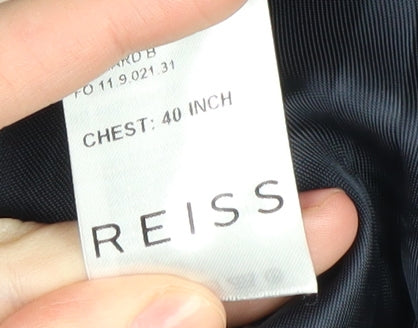 B
FO 11.9.021.31
CHEST: 40 INCH
REISS